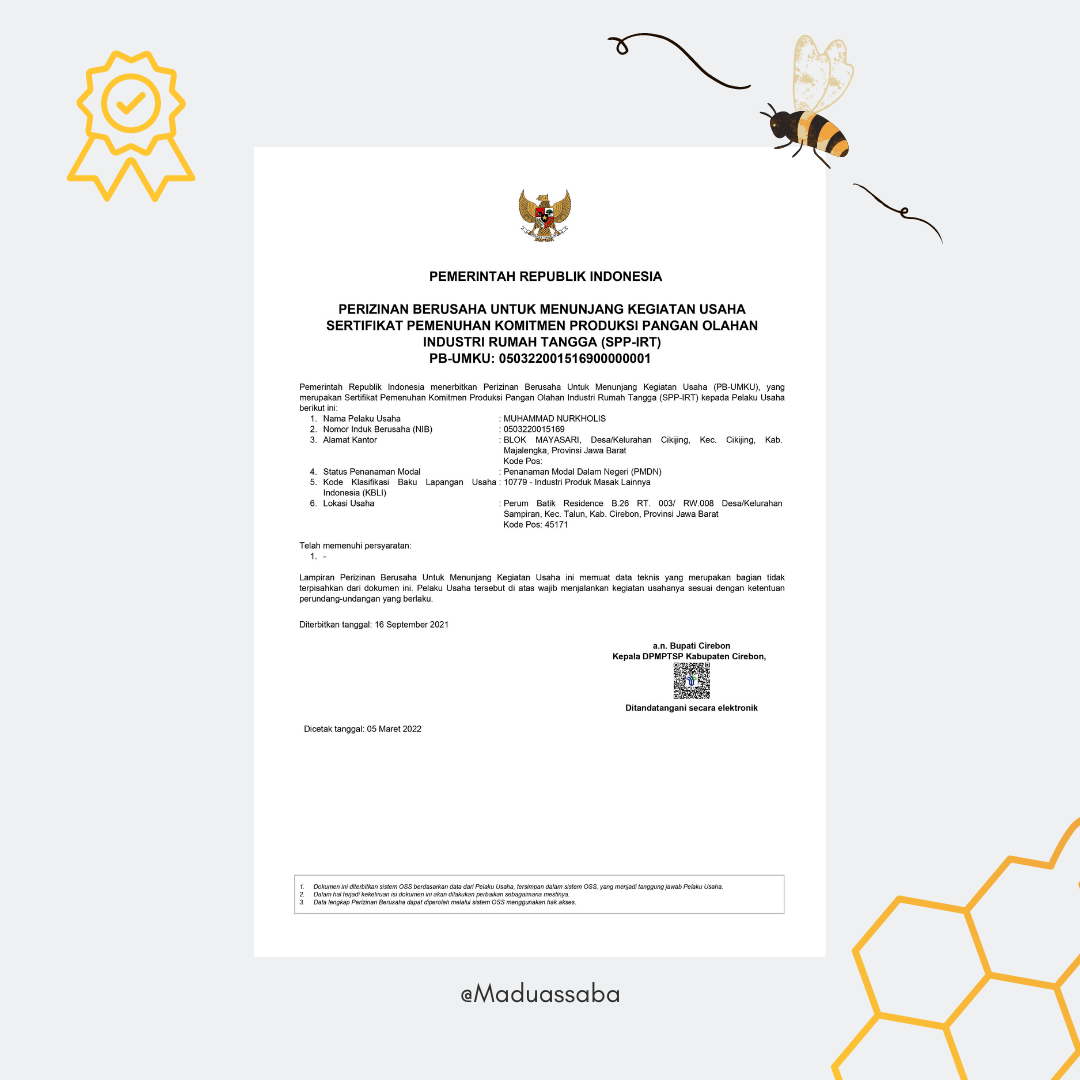 PEMERINTAH REPUBLIK INDONESIA
PERIZINAN BERUSAHA UNTUK MENUNJANG KEGIATAN USAHA
SERTIFIKAT PEMENUHAN KOMITMEN PRODUKSI PANGAN OLAHAN
INDUSTRI RUMAH TANGGA (SPP-IRT)
PB-UMKU: 050322001516900000001
Pemerintah Republik Indonesia menerbitkan Perizinan Berusaha Untuk Menunjang Kegiatan Usaha (PB-UMKU), yang
merupakan Sertifikat Pemenuhan Komitmen Produksi Pangan Olahan Industri Rumah Tangga (SPP-IRT) kepada Pelaku Usaha
berikut ini:
1. Nama Pelaku Usaha : MUHAMMAD NURKHOLIS
2. Nomor Induk Berusaha (NIB) : 0503220015169
3. Alamat Kantor : BLOK MAYASARI, Desa/Kelurahan Cikijing, Kec. Cikijing, Kab.
Majalengka, Provinsi Jawa Barat
Kode Pos:
4. Status Penanaman Modal : Penanaman Modal Dalam Negeri (PMDN)
5. Kode Klasifikasi Baku Lapangan Usaha : 10779 - Industri Produk Masak Lainnya
Indonesia (KBLI)
6. Lokasi Usaha : Perum Batik Residence B.26 RT. 003/ RW.008 Desa/Kelurahan
Sampiran, Kec. Talun, Kab. Cirebon, Provinsi Jawa Barat
Kode Pos: 45171
Telah memenuhi persyaratan:
1. -
Lampiran Perizinan Berusaha Untuk Menunjang Kegiatan Usaha ini memuat data teknis yang merupakan bagian tidak
terpisahkan dari dokumen ini. Pelaku Usaha tersebut di atas wajib menjalankan kegiatan usahanya sesuai dengan ketentuan
perundang-undangan yang berlaku.
Diterbitkan tanggal: 16 September 2021
a.n. Bupati Cirebon
Kepala DPMPTSP Kabupaten Cirebon,
Ditandatangani secara elektronik
Dicetak tanggal: 05 Maret 2022
1. Dokumen ini diterbitkan sistem OSS berdasarkan data dari Pelaku Usaha, tersimpan dalam sistem OSS, yang menjadi tanggung jawab Pelaku Usaha.
2. Dalam hal terjadi kekeliruan isi dokumen ini akan dilakukan perbaikan sebagaimana mestinya.
3. Data lengkap Perizinan Berusaha dapat diperoleh melalui sistem OSS menggunakan hak akses.
@Maduassaba